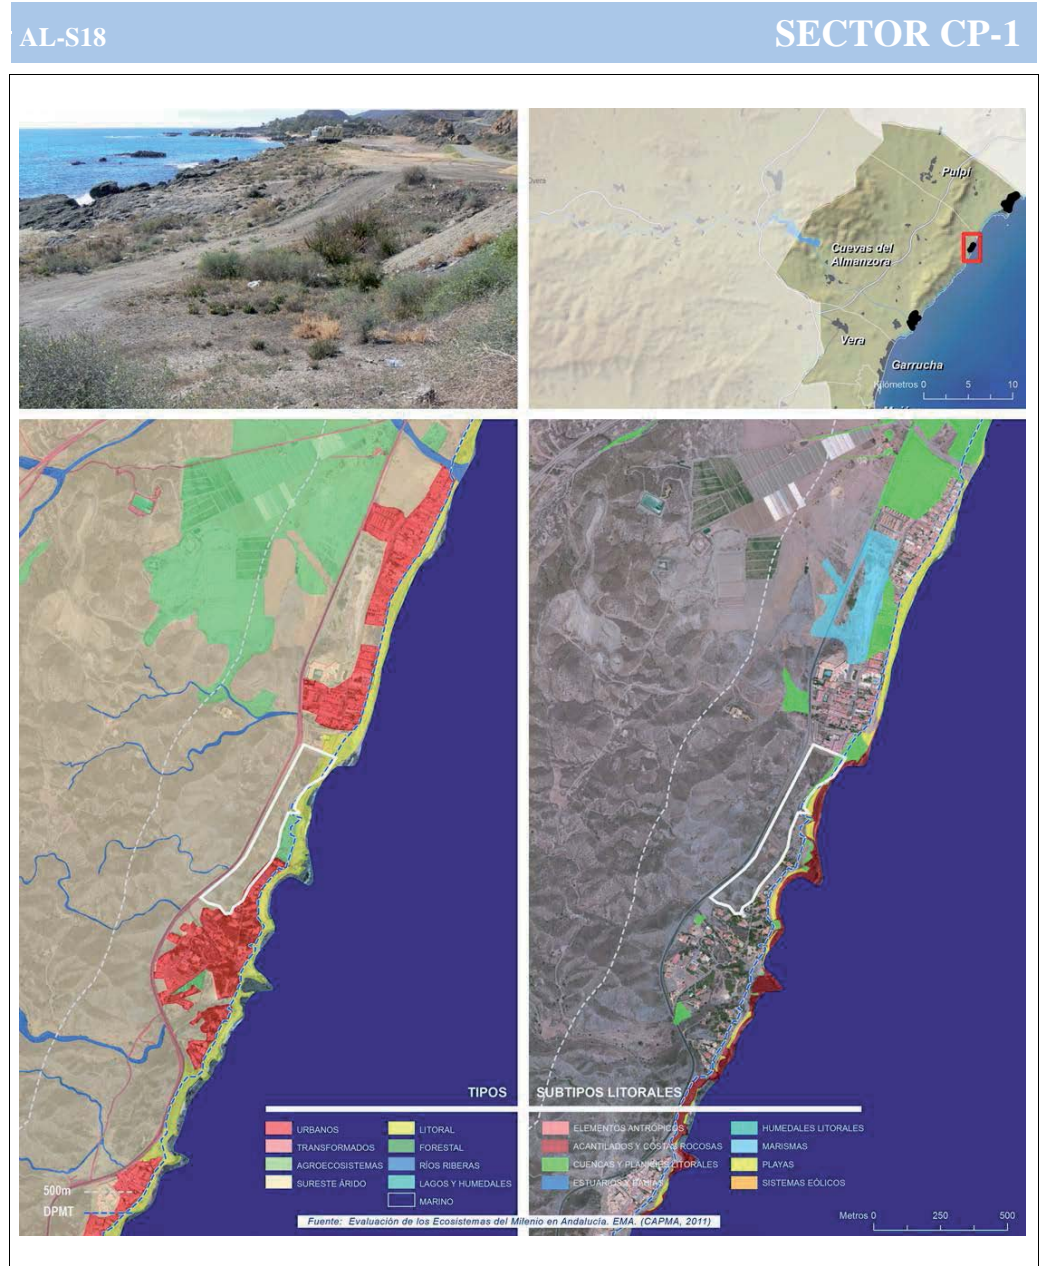 AL-S18
SECTOR CP-1
overa
Pulpí
Cuevas del
Almanzora
Vera
Garrucha
Kilómetros 0 5 10
TIPOS
URBANOS
TRANSFORMADOS
AGROECOSISTEMAS
SURESTE ÁRIDO
LITORAL
FORESTAL
RÍOS RIBERAS
LAGOS Y HUMEDALES
MARINO
500m
DPMT
SUBTIPOS LITORALES
ELEMENTOS ANTRÓPICOS
ACANTILADOS Y COSTAS ROCOSAS
CUENCAS Y PLANICIES LITORALES
ESTUARIOS Y BAHÍAS
HUMEDALES LITORALES
MARISMAS
PLAYAS
SISTEMAS EÓLICOS
Fuente: Evaluación de los Ecosistemas del Milenio en Andalucía. EMA. (CAPMA, 2011)
Metros 0 250 500